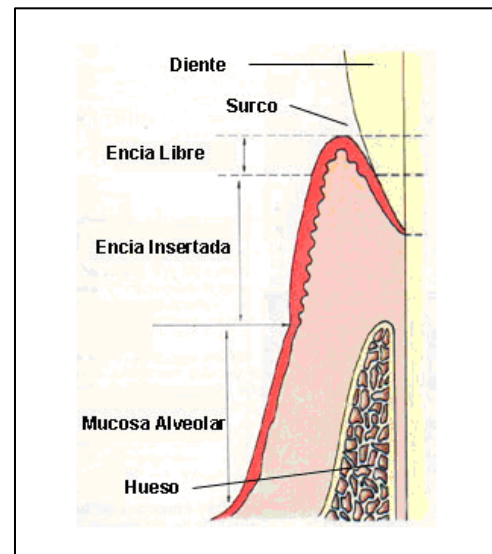 Diente
Surco
Encia Libre
Encia Insertada
Mucosa Alveolar
Hueso